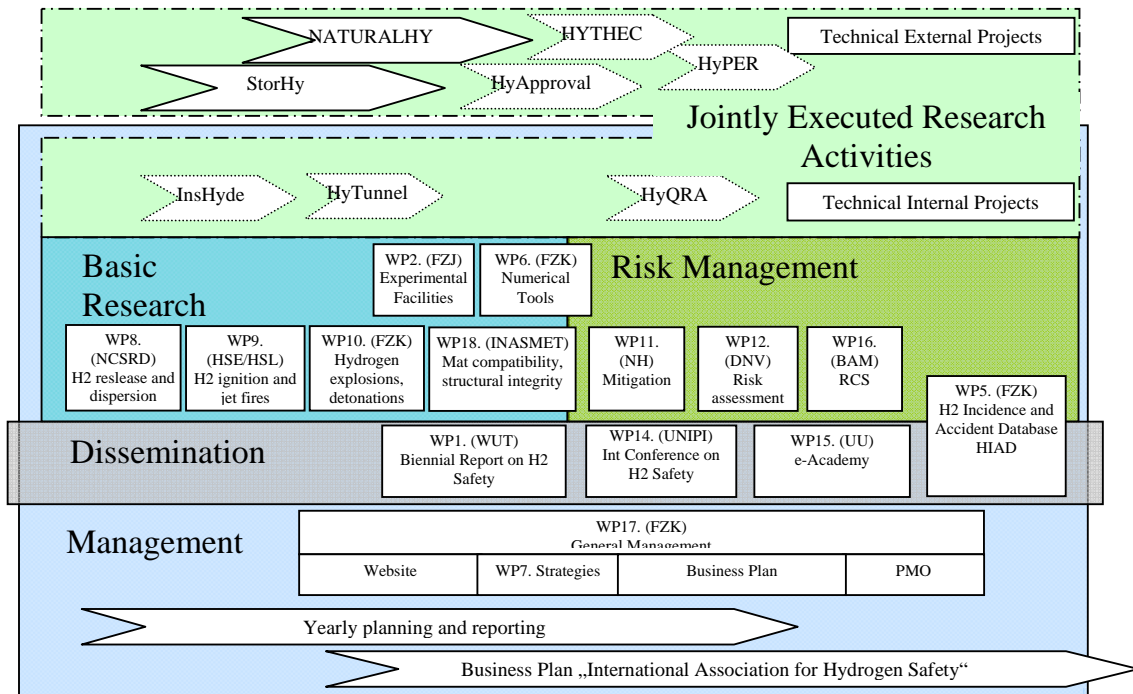 NATURALHY
HYTHEC
Technical External Projects
StorHy
HyApproval
HyPER
Jointly Executed Research
Activities
InsHyde
HyTunnel
HyQRA
Technical Internal Projects
Basic
Research
WP2. (FZJ)
Experimental
Facilities
WP6. (FZK)
Numerical
Tools
Risk Management
WP8.
(NCSRD)
H2 reslease and
dispersion
WP9.
(HSE/HSL)
H2 ignition and
jet fires
WP10. (FZK)
Hydrogen
explosions,
detonations
WP18. (INASMET)
Mat compatibility,
structural integrity
WP11.
(NH)
Mitigation
WP12.
(DNV)
Risk
assessment
WP16.
(BAM)
RCS
WP5. (FZK)
H2 Incidence and
Accident Database
HIAD
Dissemination
WP1. (WUT)
Biennial Report on H2
Safety
WP14. (UNIPI)
Int Conference on
H2 Safety
WP15. (UU)
e-Academy
Management
WP17. (FZK)
General Management
Website
WP7. Strategies
Business Plan
PMO
Yearly planning and reporting
Business Plan „International Association for Hydrogen Safety“